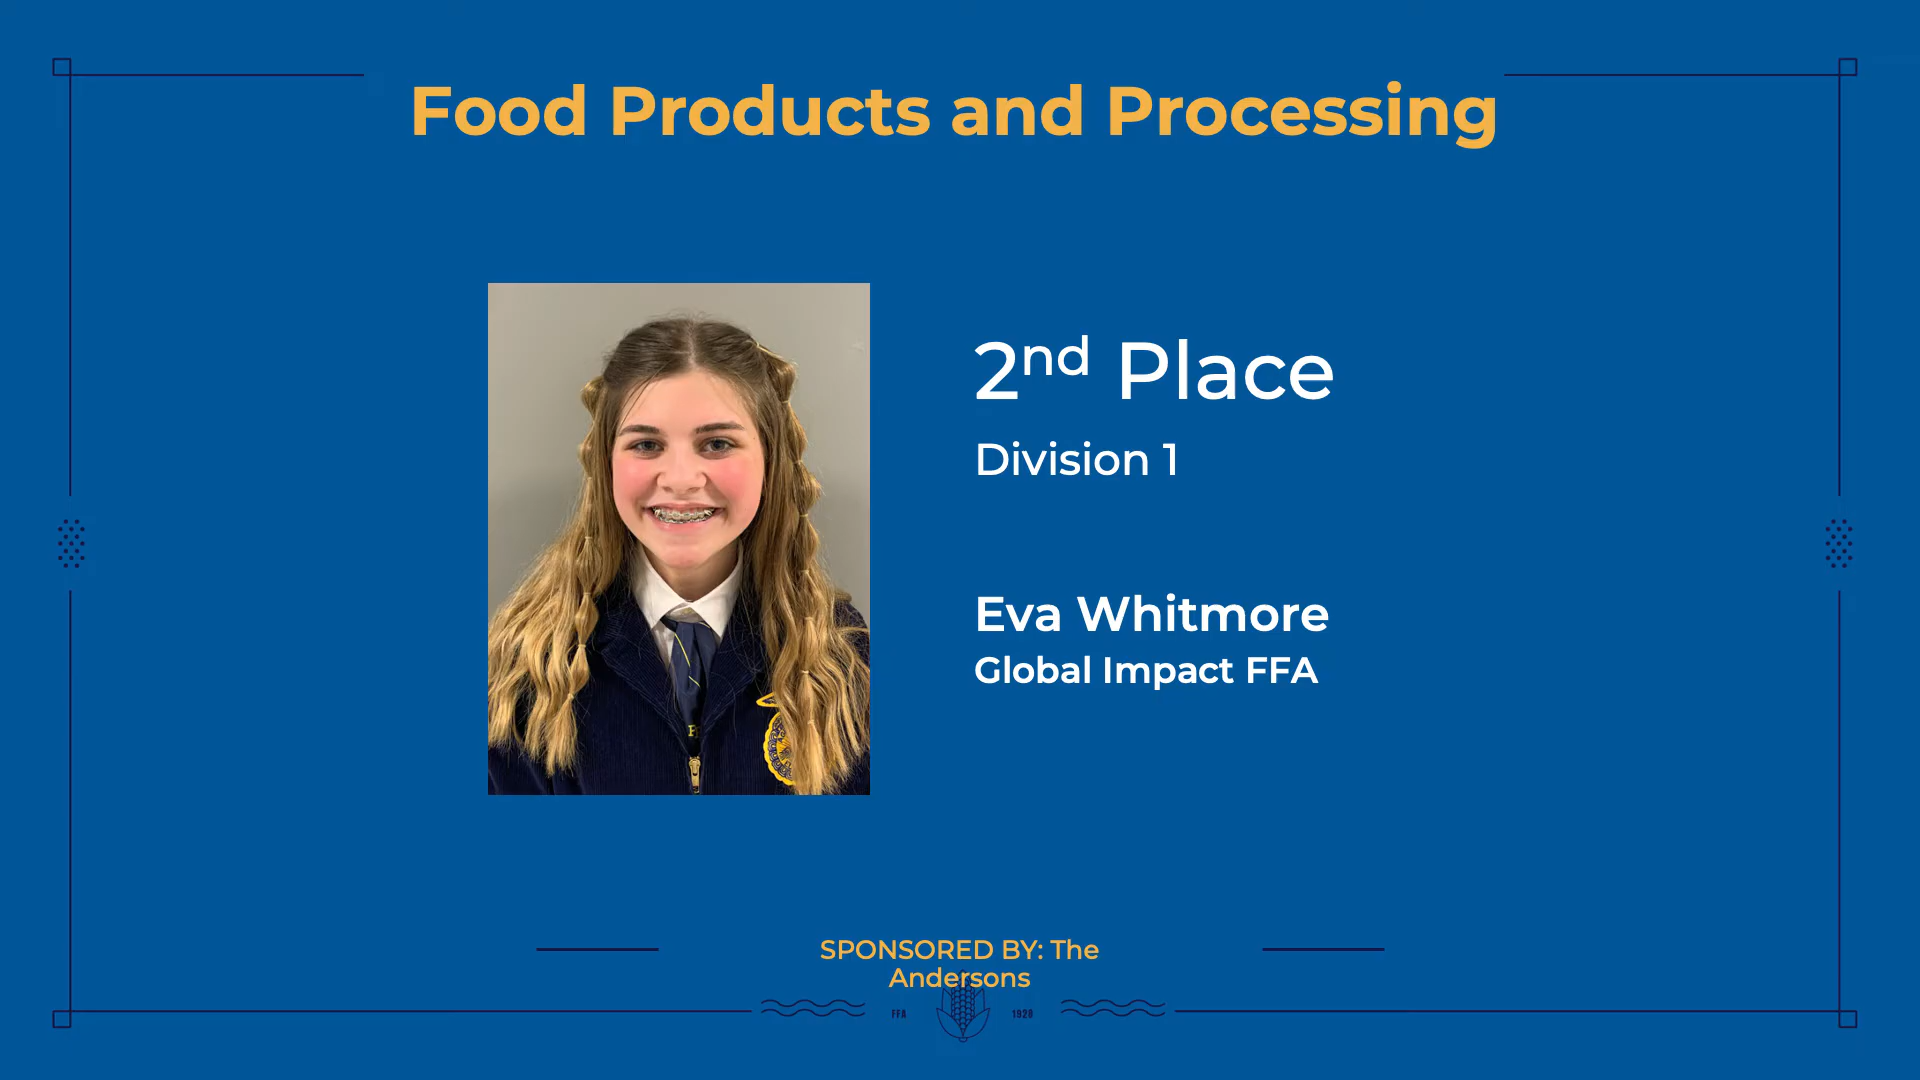 Food Products and Processing
2nd Place
Division 1
Eva Whitmore
Global Impact FFA
SPONSORED BY: The
Andersons
FFA
1928